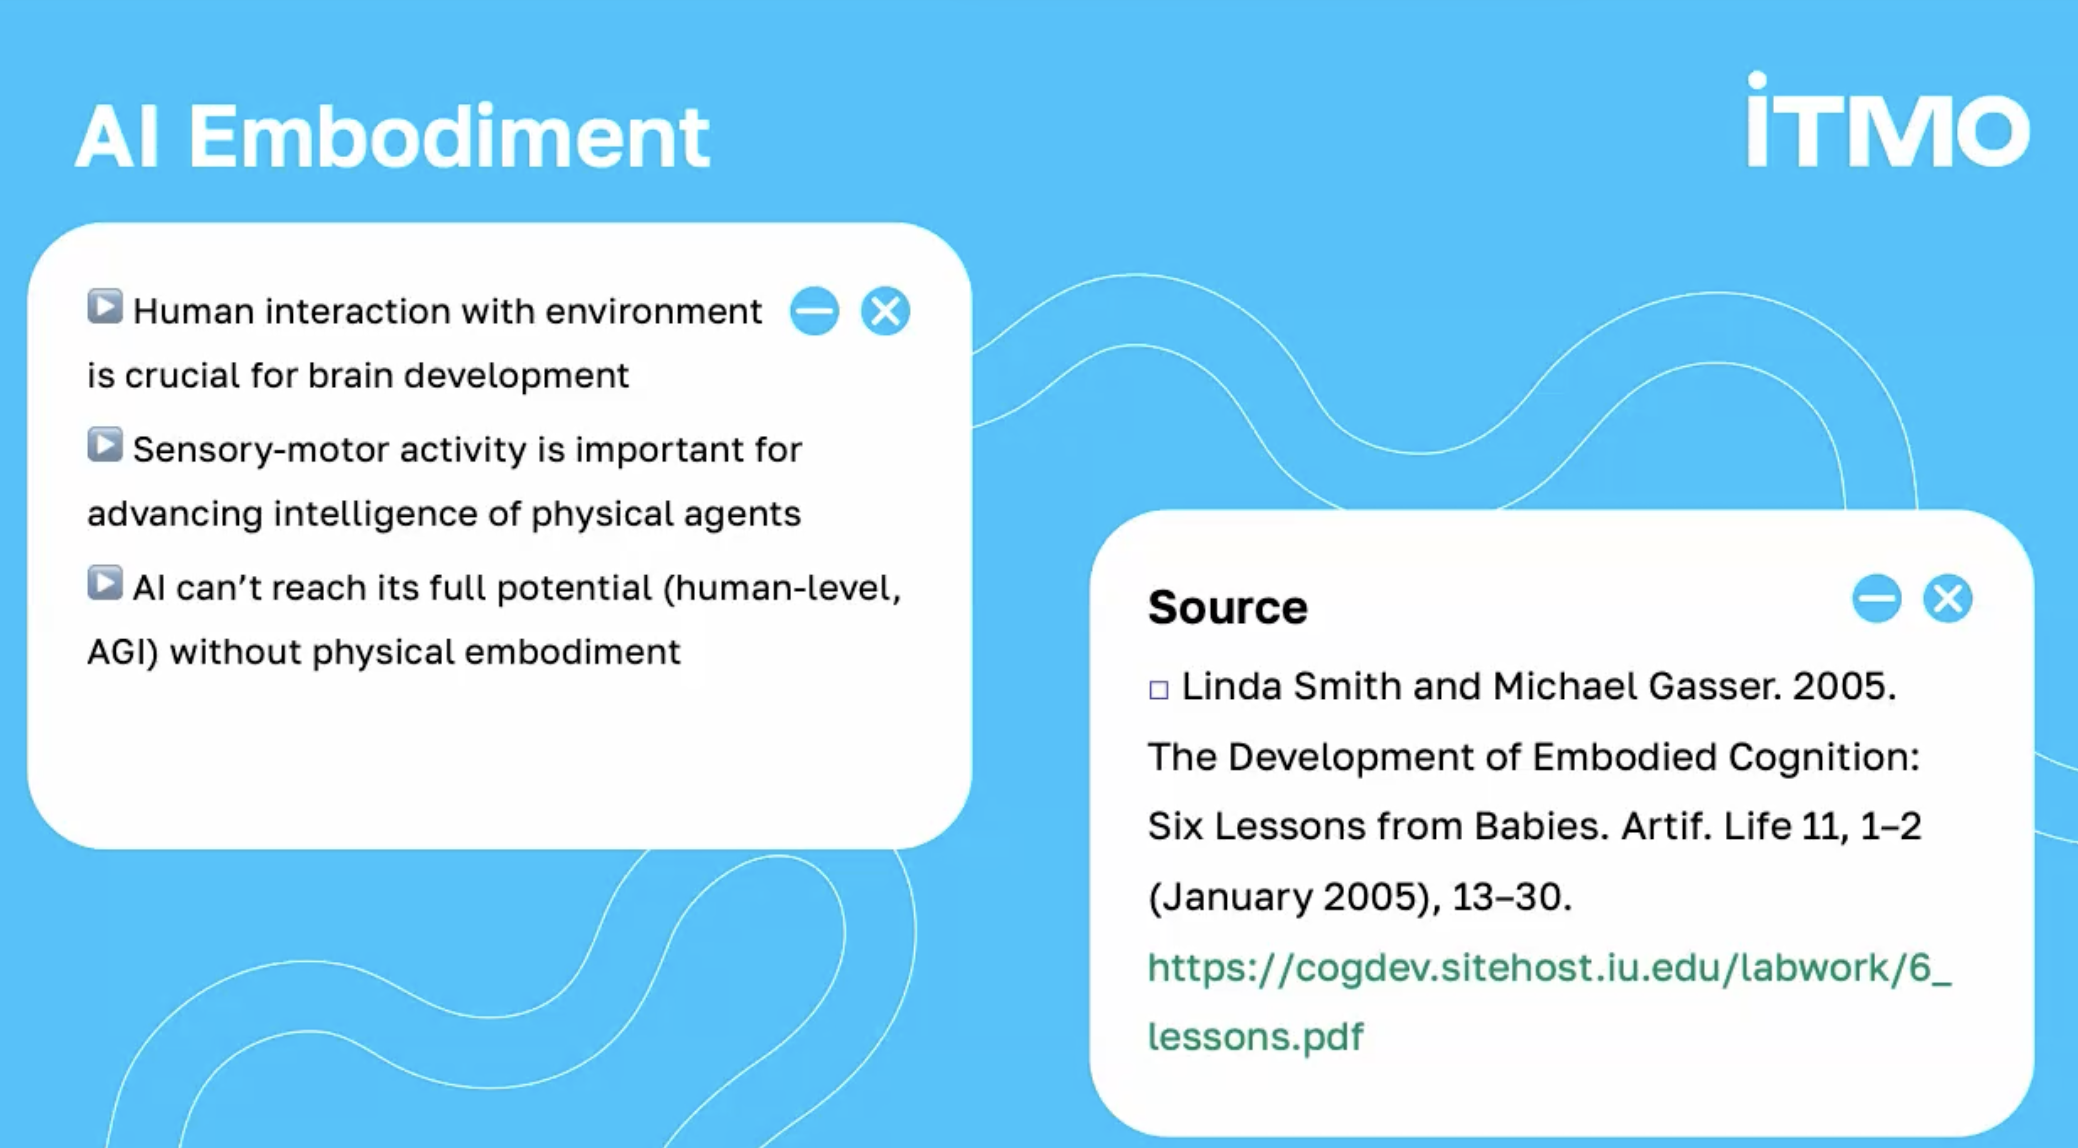 AI Embodiment
iTMO
Human interaction with environment
is crucial for brain development
Sensory-motor activity is important for
advancing intelligence of physical agents
AI can’t reach its full potential (human-level,
AGI) without physical embodiment
Source
Linda Smith and Michael Gasser. 2005.
The Development of Embodied Cognition:
Six Lessons from Babies. Artif. Life 11, 1–2
(January 2005), 13–30.
https://cogdev.sitehost.iu.edu/labwork/6_
lessons.pdf